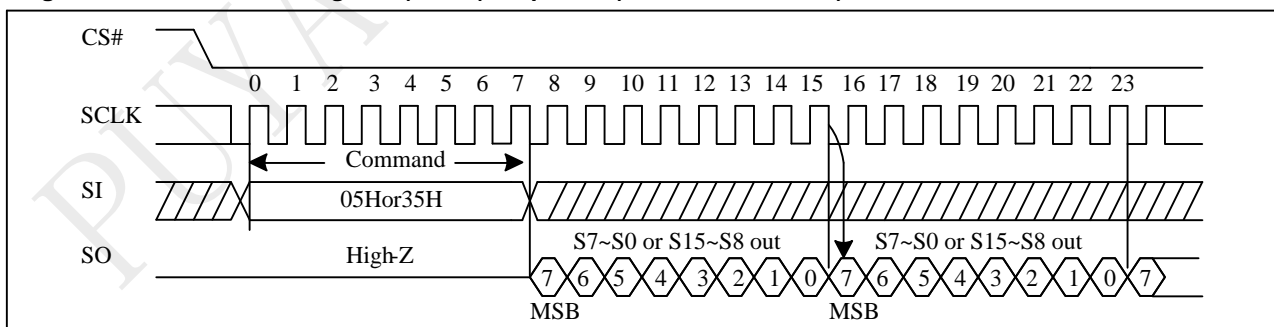 CS#
0 1 2 3 4 5 6 7 8 9 10 11 12 13 14 15 16 17 18 19 20 21 22 23
SCLK
Command
SI
05Hor35H
S7~S0 or S15~S8 out S7~S0 or S15~S8 out
SO
High-Z
7 6 5 4 3 2 1 0 7 6 5 4 3 2 1 0 7
MSB MSB
PUYA